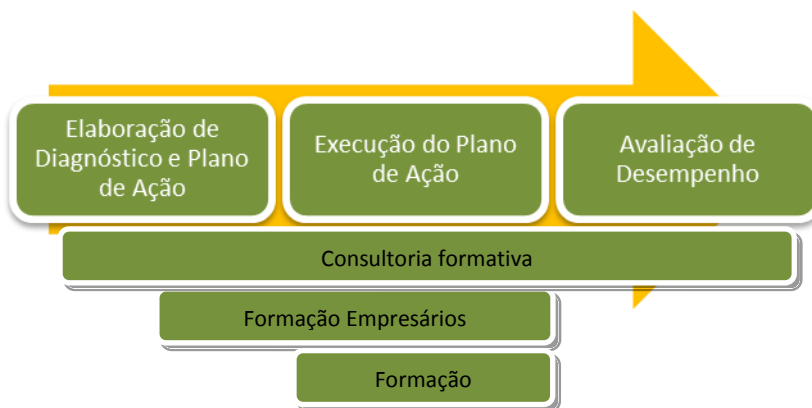 Elaboração de
Diagnóstico e Plano
de Ação
Execução do Plano
de Ação
Avaliação de
Desempenho
Consultoria formativa
Formação Empresários
Formação